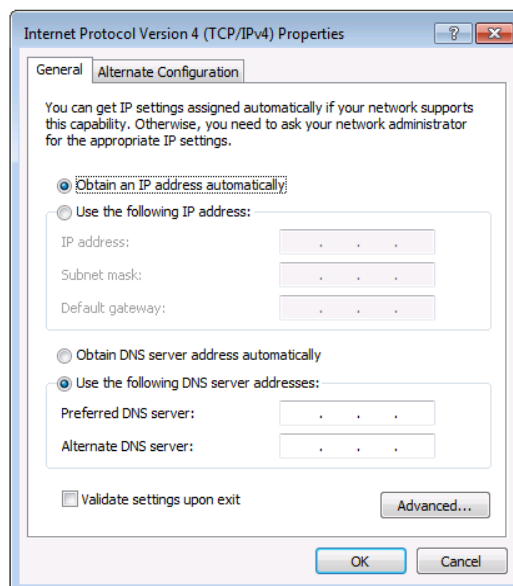 Internet Protocol Version 4 (TCP/IPv4) Properties
?
General
Alternate Configuration
You can get IP settings assigned automatically if your network supports
this capability. Otherwise, you need to ask your network administrator
for the appropriate IP settings.
Obtain an IP address automatically
Use the following IP address:
IP address:
. . .
Subnet mask:
. . .
Default gateway:
. . .
Obtain DNS server address automatically
Use the following DNS server addresses:
Preferred DNS server:
. . .
Alternate DNS server:
. . .
Validate settings upon exit
Advanced...
OK
Cancel